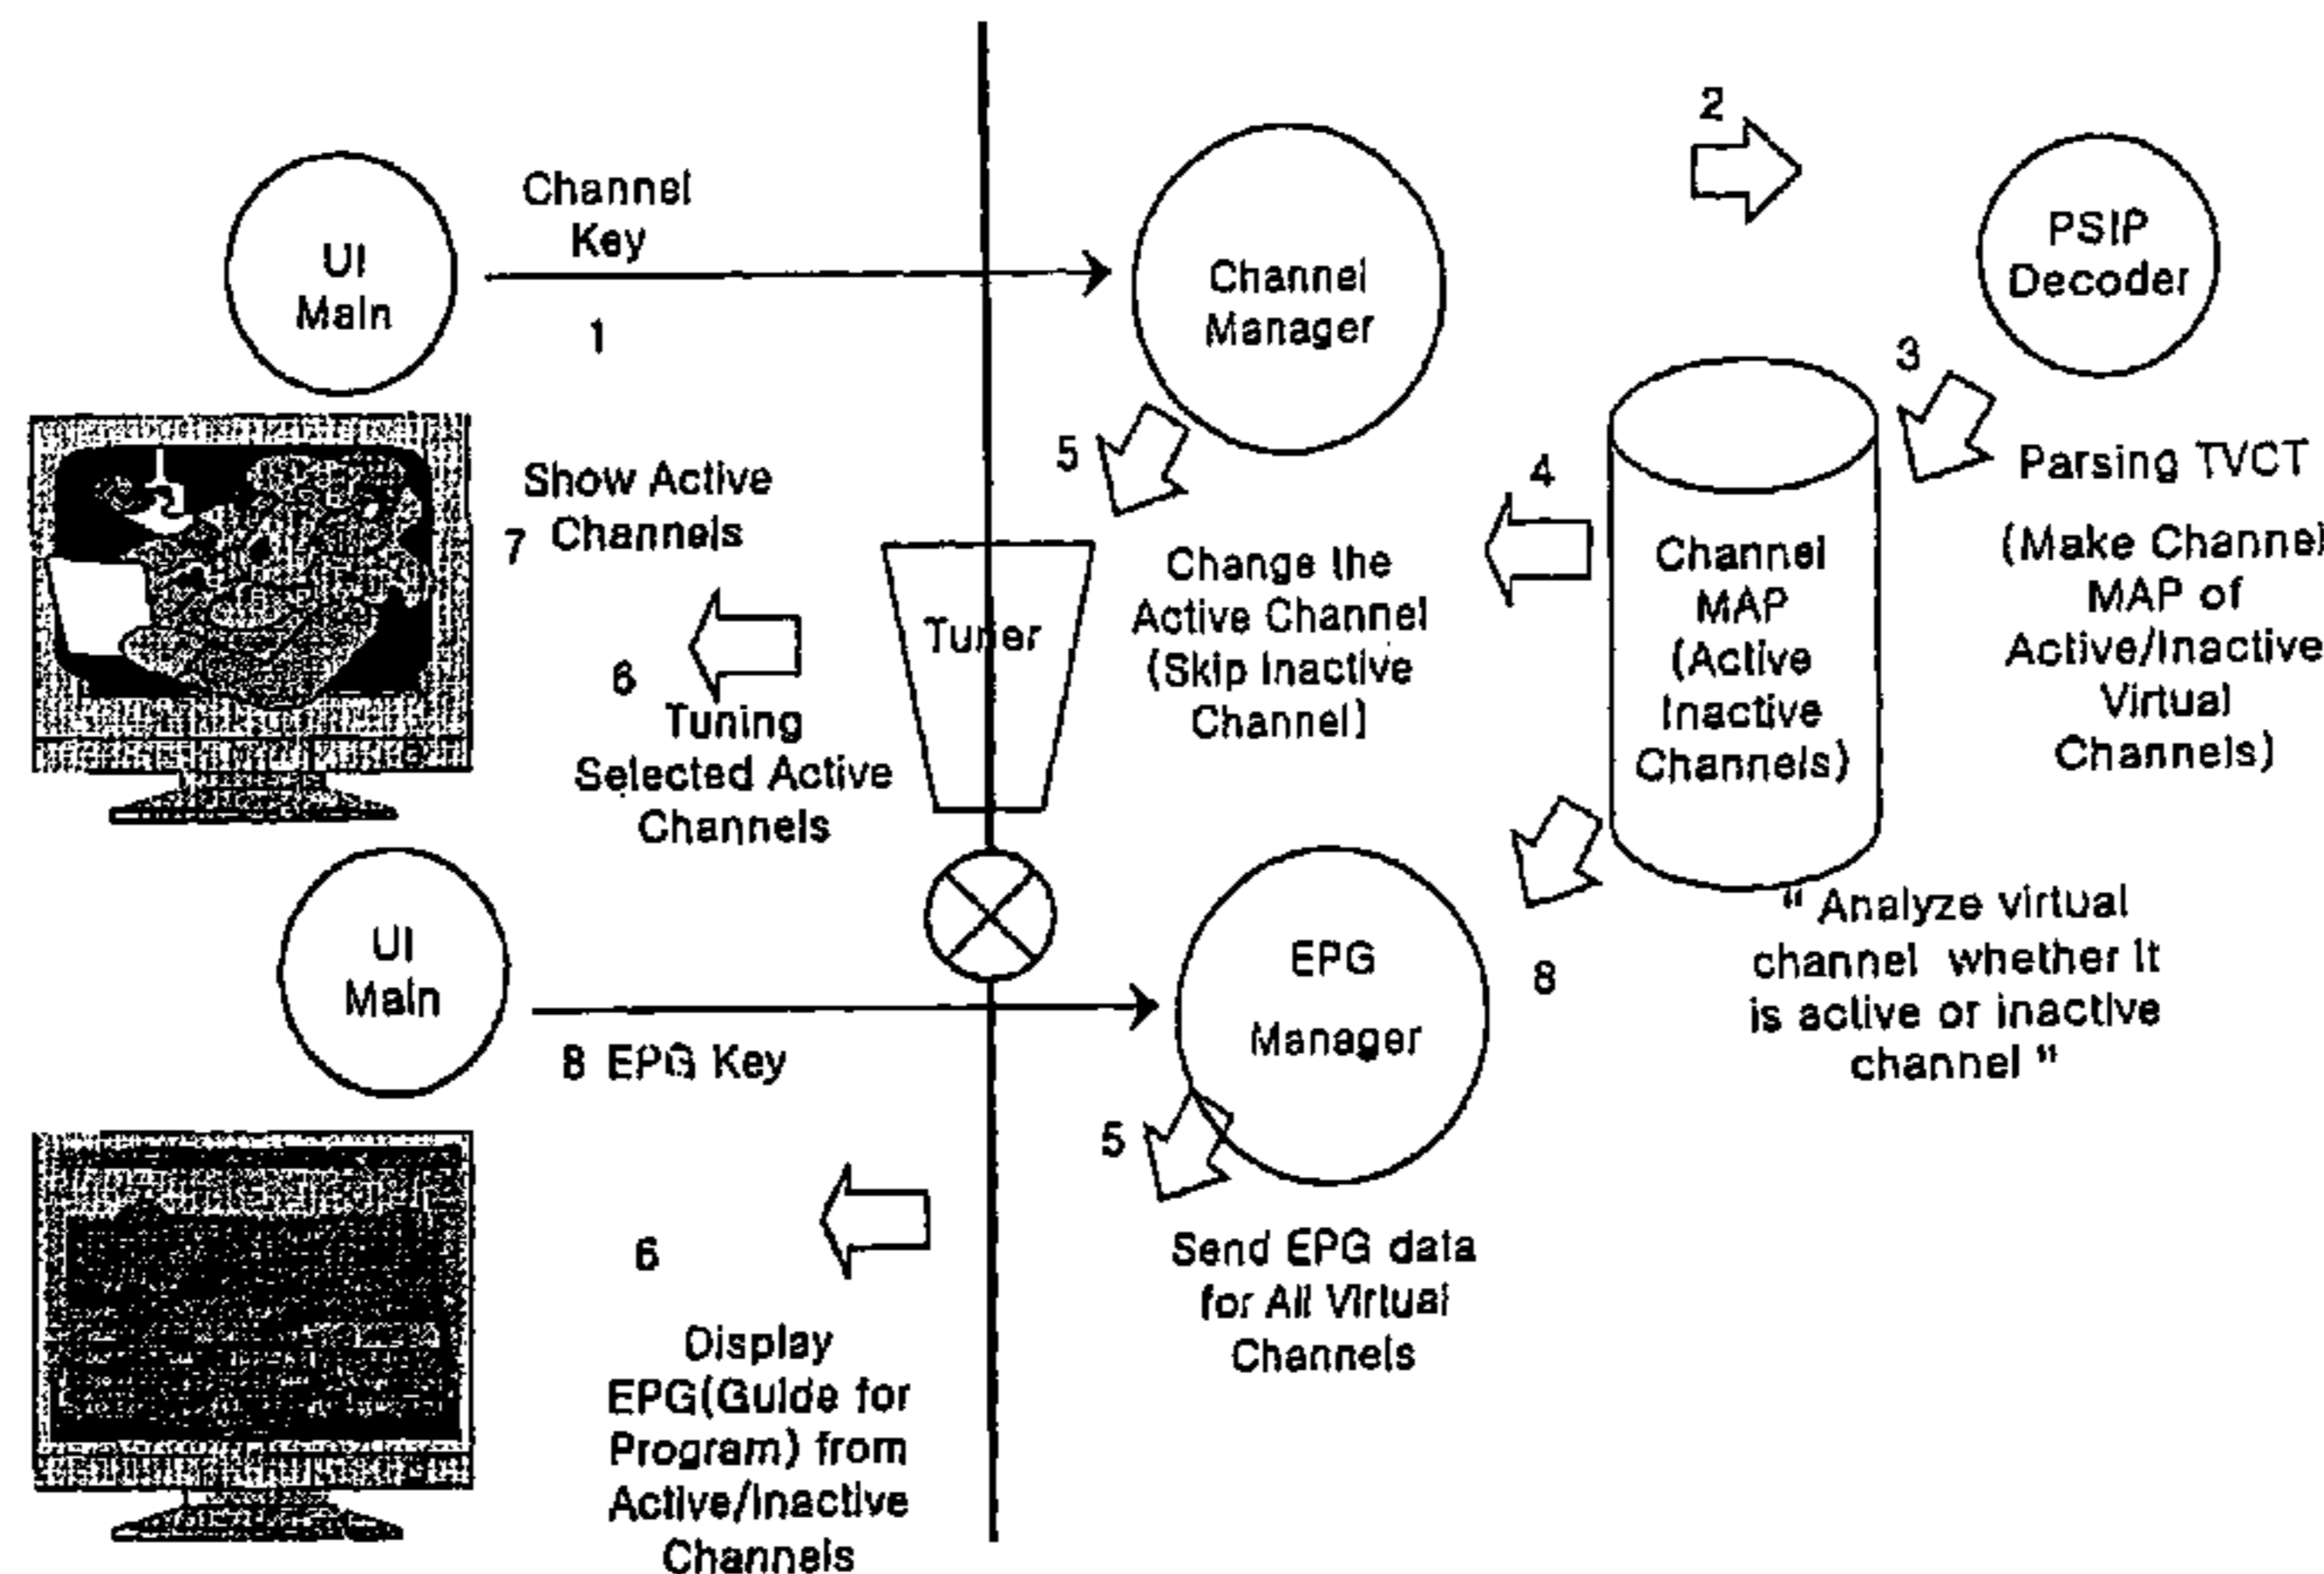 UI
Main
Channel
Key
1
Channel
Manager
2
PSIP
Decoder
3
Parsing TVCT
(Make Channel
MAP of
Active/Inactive
Virtual
Channels)
4
Channel
MAP
(Active
Inactive
Channels)
5
Change the
Active Channel
(Skip Inactive
Channel)
Tuner
6
Tuning
Selected Active
Channels
7
Show Active
Channels
UI
Main
8 EPG Key
EPG
Manager
8
" Analyze virtual
channel whether it
is active or inactive
channel "
5
Send EPG data
for All Virtual
Channels
6
Display
EPG(Guide for
Program) from
Active/Inactive
Channels